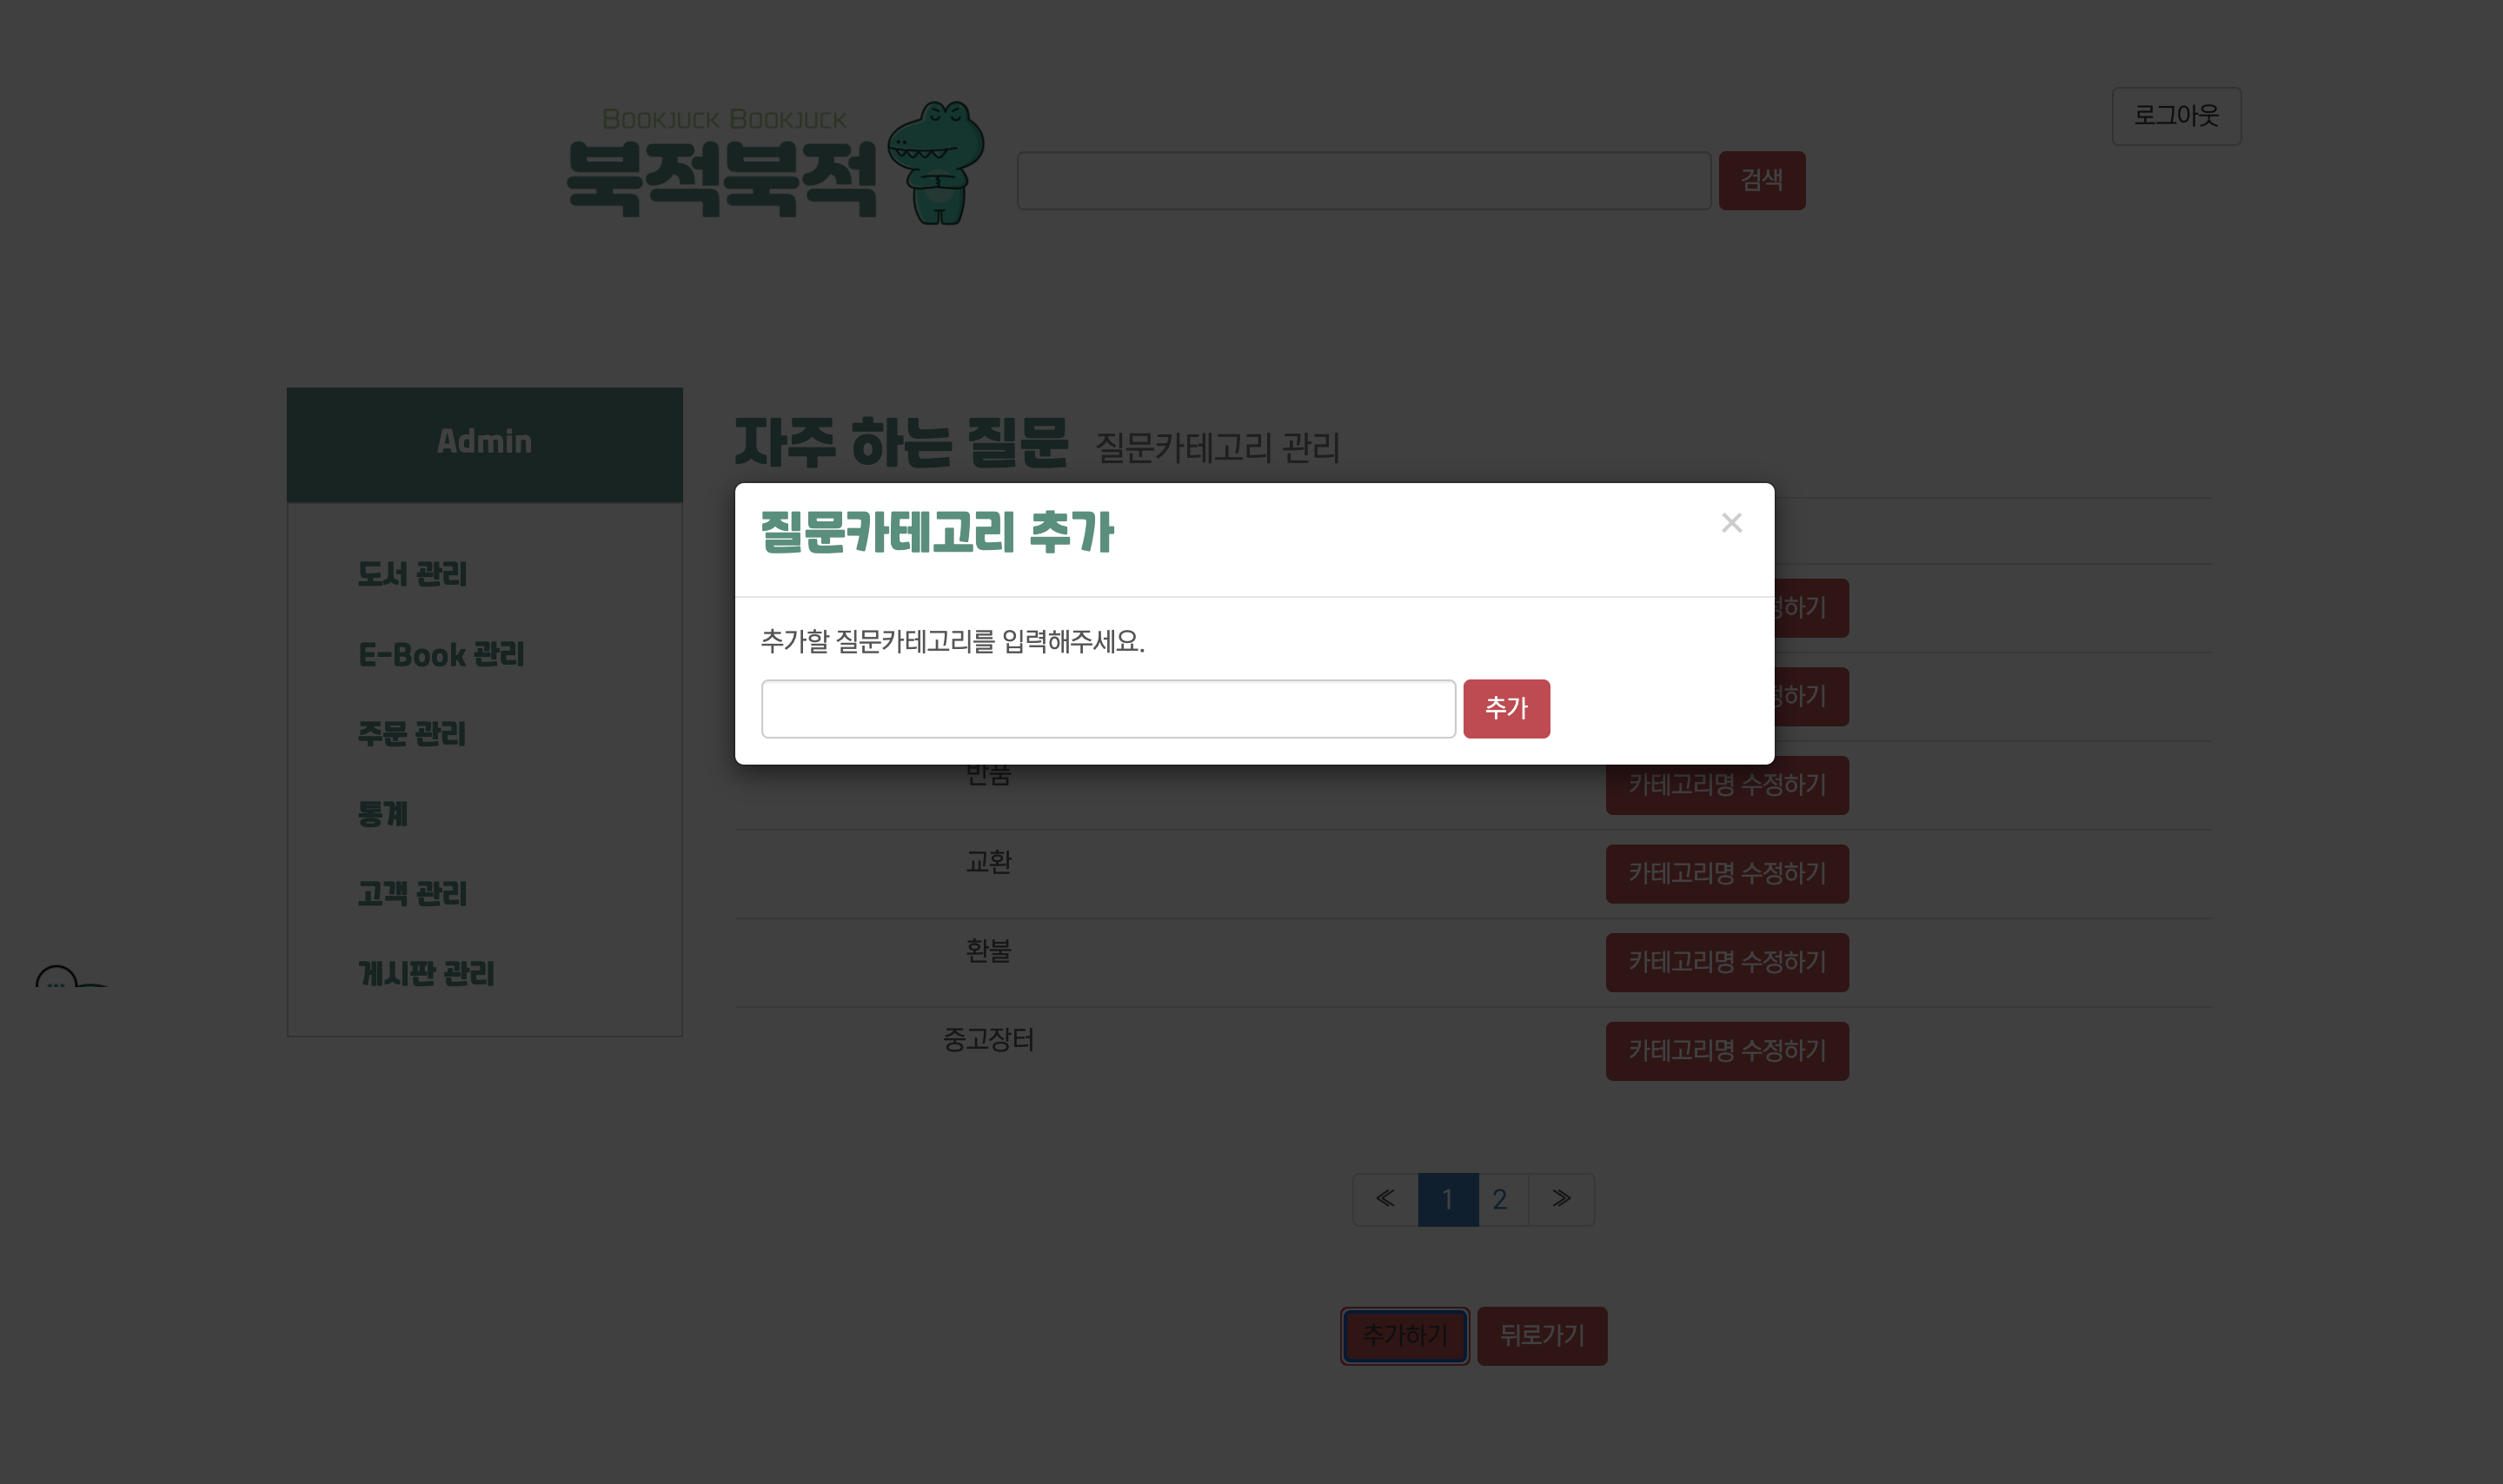 로그아웃
BOOKJUCK BOOKJUCK
북적북적
검색
Admin
도서 관리
E-Book 관리
주문 관리
통계
고객 관리
게시판 관리
자주 하는 질문 질문카테고리 관리
질문카테고리 추가 ×
추가할 질문카테고리를 입력해주세요.
추가
정하기
정하기
반품 카테고리명 수정하기
교환 카테고리명 수정하기
환불 카테고리명 수정하기
중고장터 카테고리명 수정하기
≪ 1 2 ≫
추가하기 뒤로가기